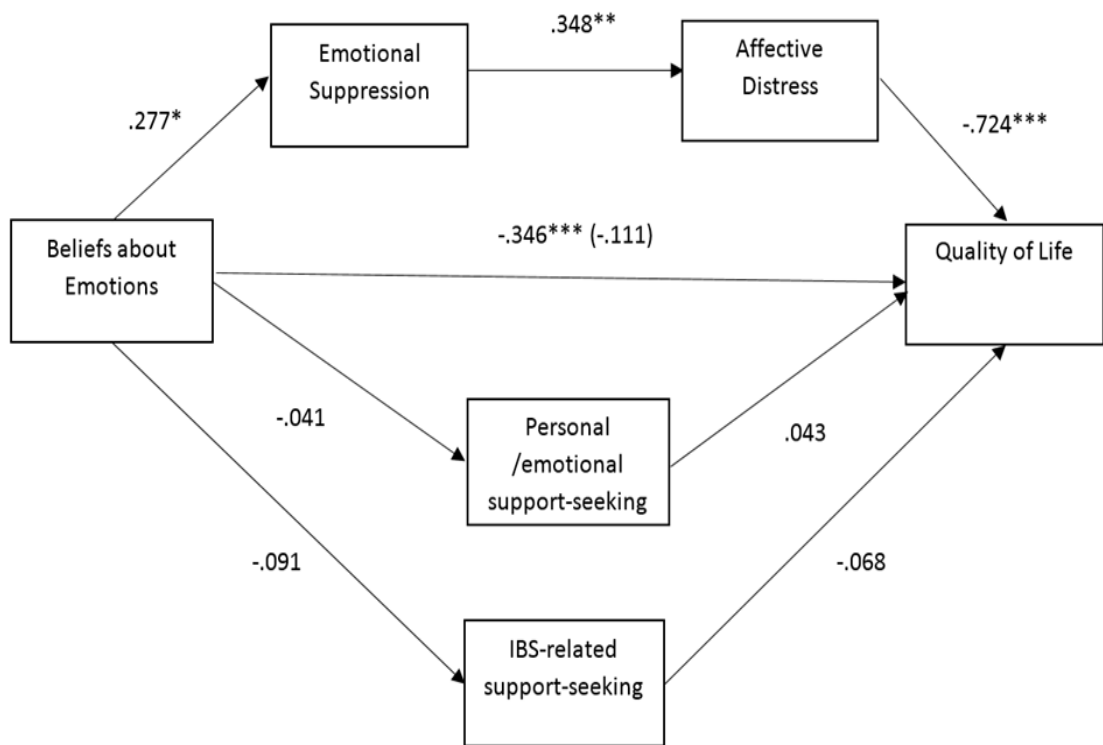 .348**
Emotional
Suppression
Affective
Distress
.277*
-.724***
-.346*** (-.111)
Beliefs about
Emotions
Quality of Life
-.041
Personal
/emotional
support-seeking
.043
-.091
-.068
IBS-related
support-seeking